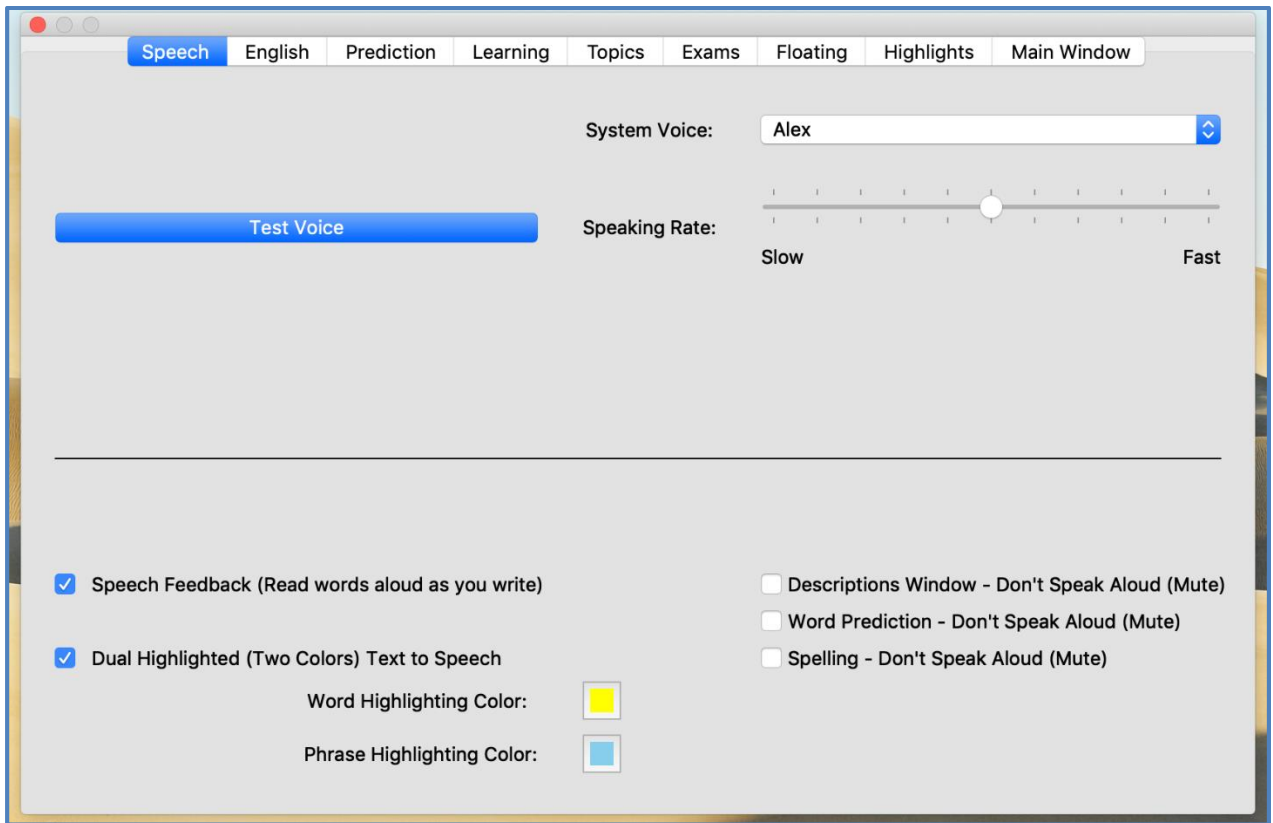 Speech English Prediction Learning Topics Exams Floating Highlights Main Window
System Voice: Alex
Test Voice
Speaking Rate:
Slow Fast
Speech Feedback (Read words aloud as you write)
Descriptions Window - Don't Speak Aloud (Mute)
Word Prediction - Don't Speak Aloud (Mute)
Dual Highlighted (Two Colors) Text to Speech
Spelling - Don't Speak Aloud (Mute)
Word Highlighting Color:
Phrase Highlighting Color: